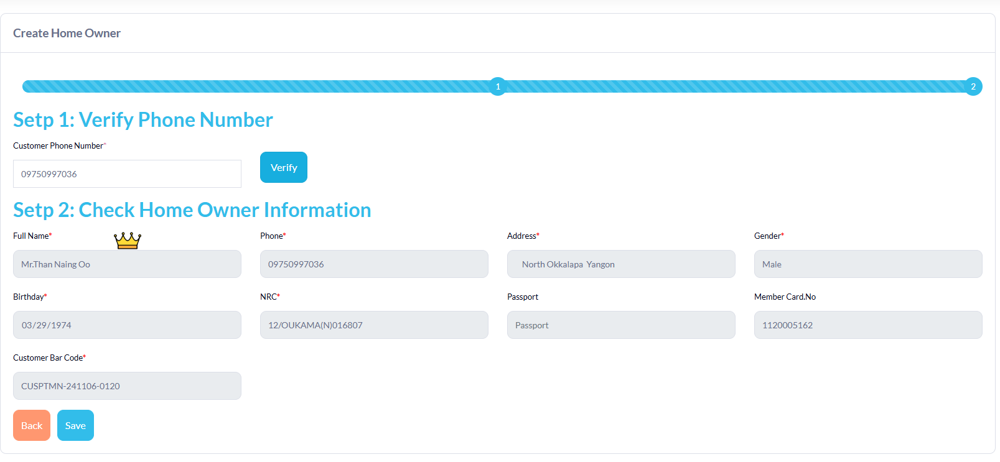 Create Home Owner
1
2
Setp 1: Verify Phone Number
Customer Phone Number*
09750997036
Verify
Setp 2: Check Home Owner Information
Full Name*
Phone*
Address*
Gender*
Mr.Than Naing Oo
09750997036
North Okkalapa Yangon
Male
Birthday*
NRC*
Passport
Member Card.No
03/29/1974
12/OUKAMA(N)016807
Passport
1120005162
Customer Bar Code*
CUSPTMN-241106-0120
Back
Save